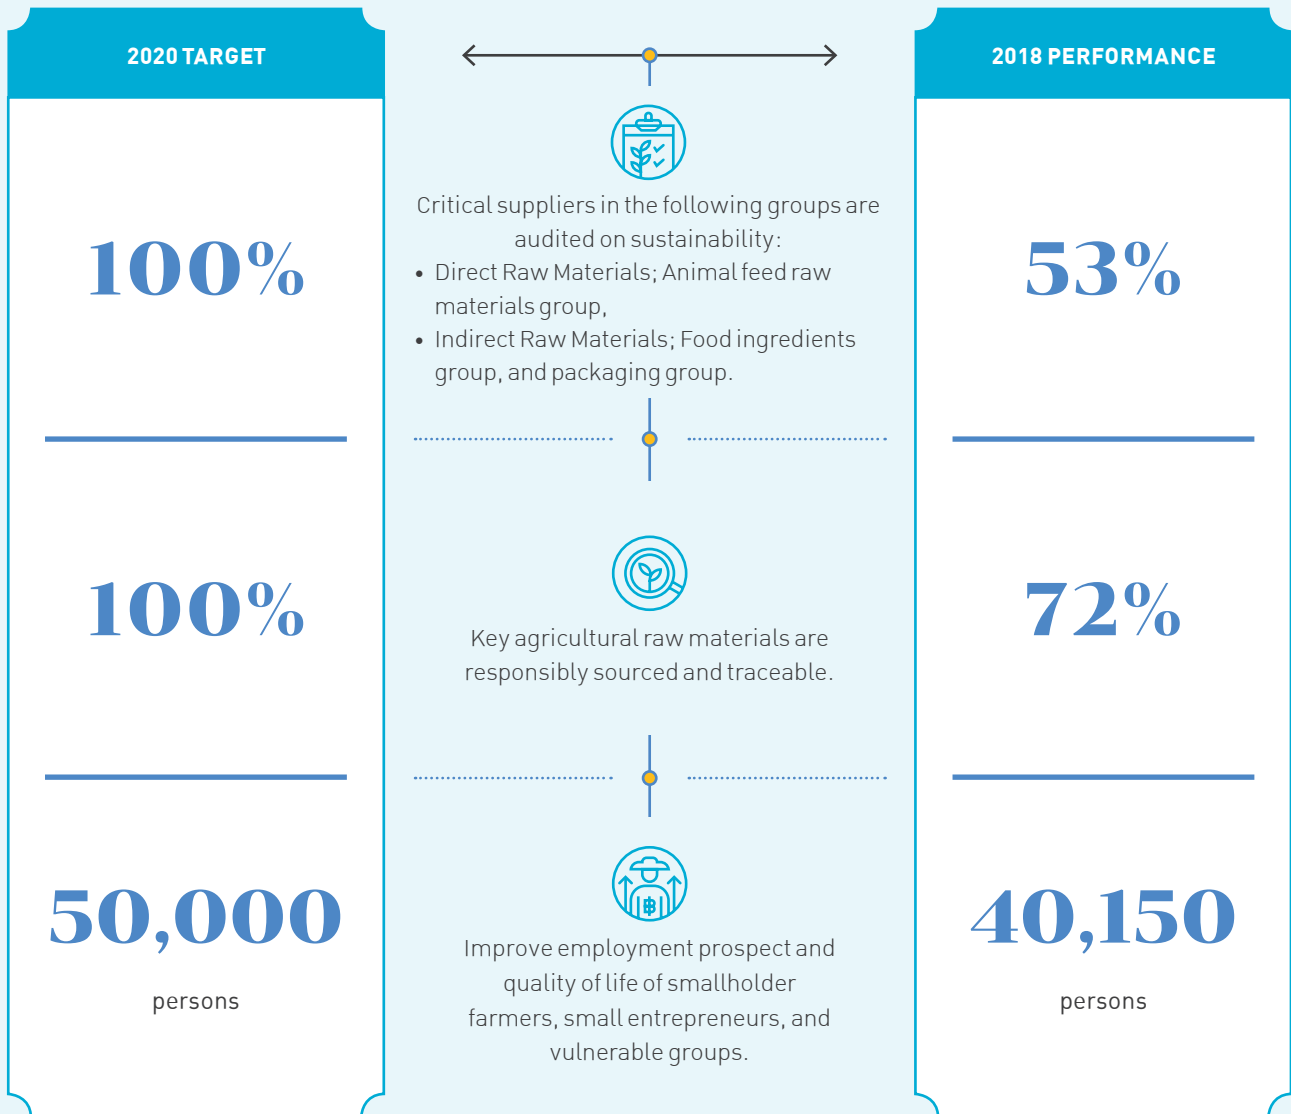 2020 TARGET
2018 PERFORMANCE
100%
Critical suppliers in the following groups are
audited on sustainability:
• Direct Raw Materials; Animal feed raw
materials group,
• Indirect Raw Materials; Food ingredients
group, and packaging group.
53%
100%
Key agricultural raw materials are
responsibly sourced and traceable.
72%
50,000
persons
฿
Improve employment prospect and
quality of life of smallholder
farmers, small entrepreneurs, and
vulnerable groups.
40,150
persons